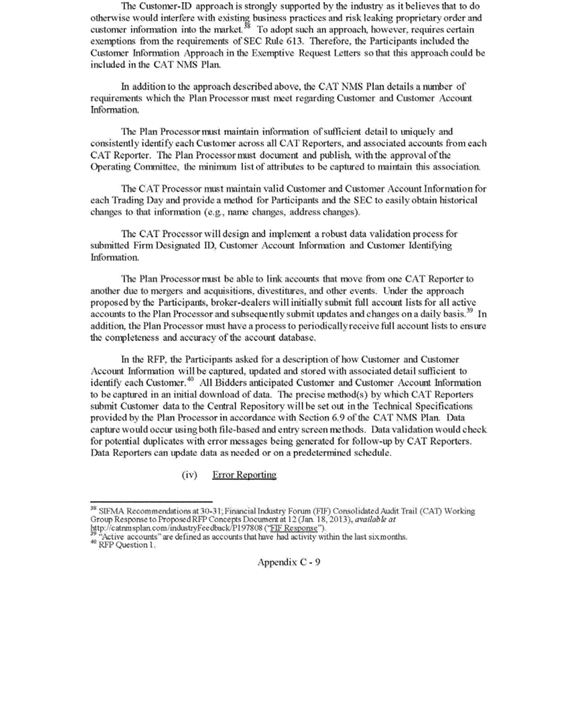 The Customer-ID approach is strongly supported by the industry as it believes that to do
otherwise would interfere with existing business practices and risk leaking proprietary order and
customer information into the market.38 To adopt such an approach, however, requires certain
exemptions from the requirements of SEC Rule 613. Therefore, the Participants included the
Customer Information Approach in the Exemptive Request Letters so that this approach could be
included in the CAT NMS Plan.
In addition to the approach described above, the CAT NMS Plan details a number of
requirements which the Plan Processor must meet regarding Customer and Customer Account
Information.
The Plan Processor must maintain information of sufficient detail to uniquely and
consistently identify each Customer across all CAT Reporters, and associated accounts from each
CAT Reporter. The Plan Processor must document and publish, with the approval of the
Operating Committee, the minimum list of attributes to be captured to maintain this association.
The CAT Processor must maintain valid Customer and Customer Account Information for
each Trading Day and provide a method for Participants and the SEC to easily obtain historical
changes to that information (e.g., name changes, address changes).
The CAT Processor will design and implement a robust data validation process for
submitted Firm Designated ID, Customer Account Information and Customer Identifying
Information.
The Plan Processor must be able to link accounts that move from one CAT Reporter to
another due to mergers and acquisitions, divestitures, and other events. Under the approach
proposed by the Participants, broker-dealers will initially submit full account lists for all active
accounts to the Plan Processor and subsequently submit updates and changes on a daily basis.39 In
addition, the Plan Processor must have a process to periodically receive full account lists to ensure
the completeness and accuracy of the account database.
In the RFP, the Participants asked for a description of how Customer and Customer
Account Information will be captured, updated and stored with associated detail sufficient to
identify each Customer.40 All Bidders anticipated Customer and Customer Account Information
to be captured in an initial download of data. The precise method(s) by which CAT Reporters
submit Customer data to the Central Repository will be set out in the Technical Specifications
provided by the Plan Processor in accordance with Section 6.9 of the CAT NMS Plan. Data
capture would occur using both file-based and entry screen methods. Data validation would check
for potential duplicates with error messages being generated for follow-up by CAT Reporters.
Data Reporters can update data as needed or on a predetermined schedule.
(iv) Error Reporting
38 SIFMA Recommendations at 30-31; Financial Industry Forum (FIF) Consolidated Audit Trail (CAT) Working
Group Response to Proposed RFP Concepts Document at 12 (Jan. 18, 2013), available at
http://catnmsplan.com/industryFeedback/P197808 ("FIF Response").
39 "Active accounts" are defined as accounts that have had activity within the last six months.
40 RFP Question 1.
Appendix C - 9